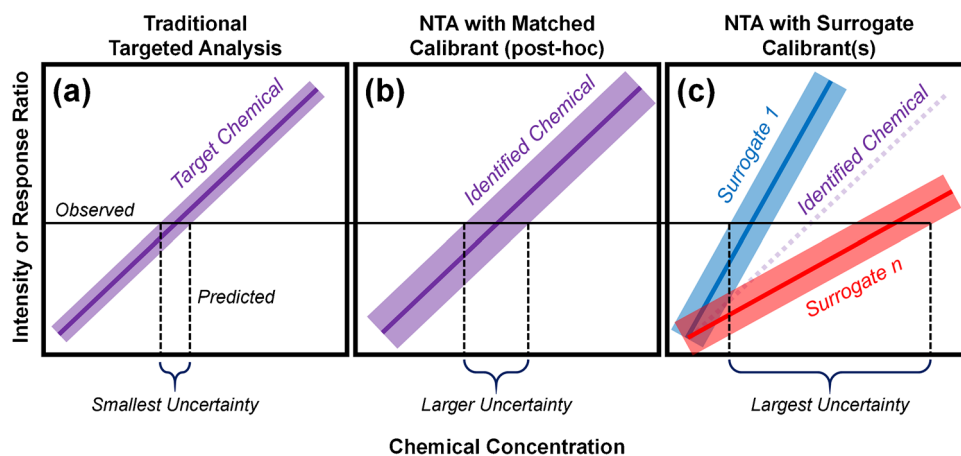 Traditional
Targeted Analysis
NTA with Matched
Calibrant (post-hoc)
NTA with Surrogate
Calibrant(s)
Intensity or Response Ratio
(a)
Target Chemical
Observed
Predicted
Smallest Uncertainty
(b)
Identified Chemical
Larger Uncertainty
(c)
Surrogate 1
Identified Chemical
Surrogate n
Largest Uncertainty
Chemical Concentration